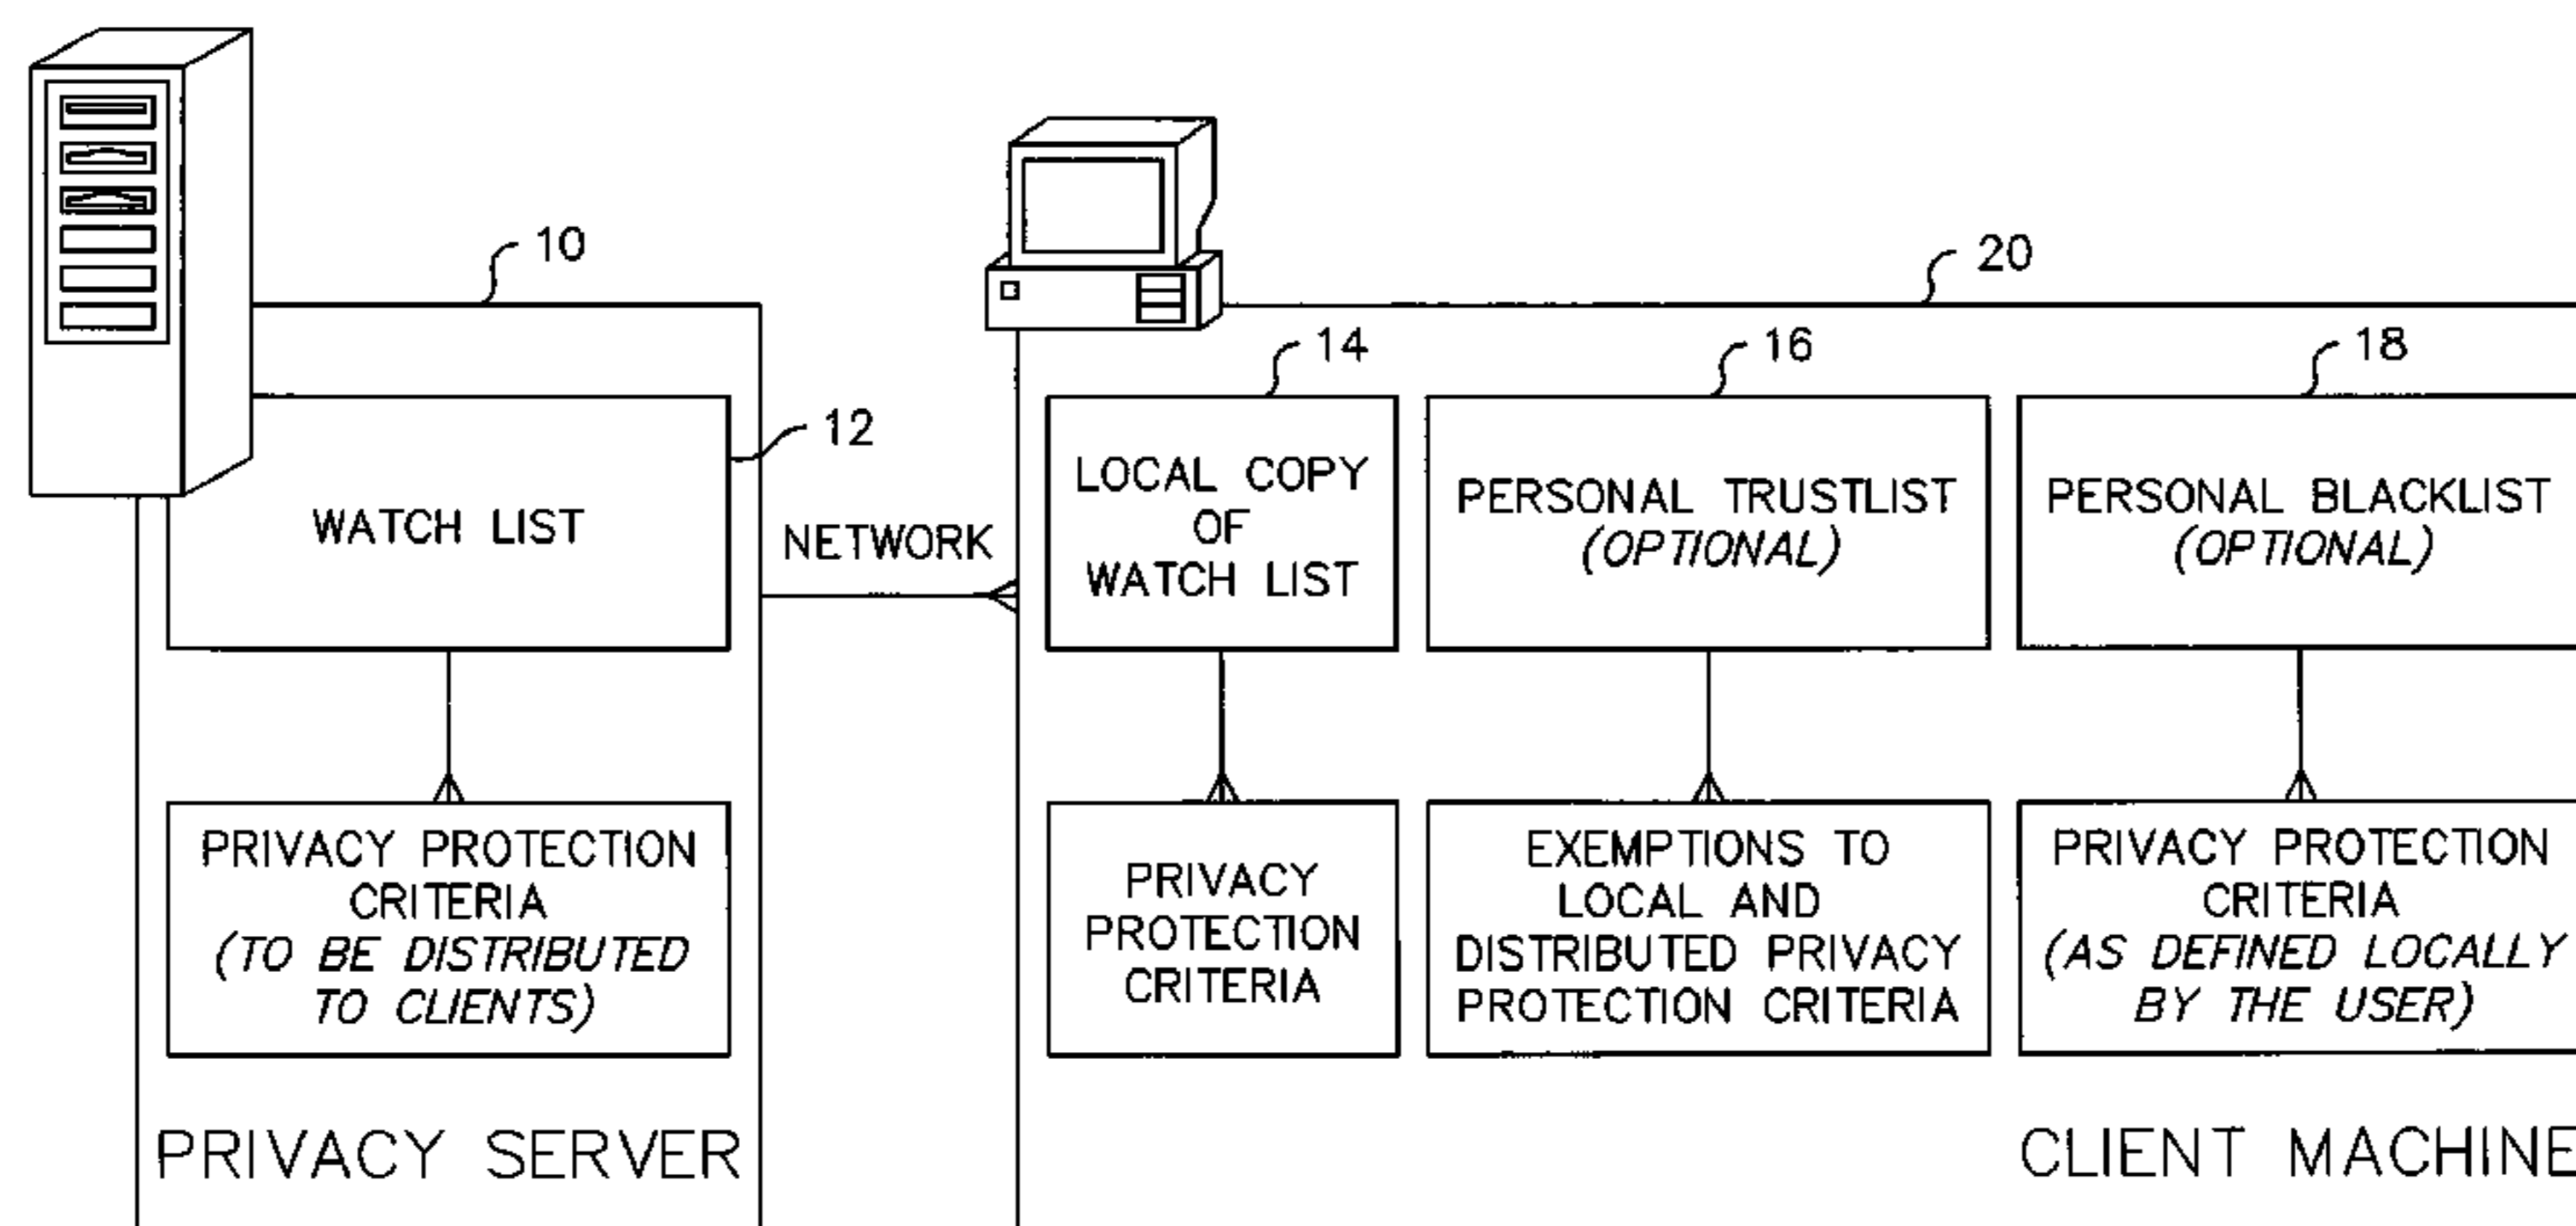 10
20
14
16
18
12
WATCH LIST
NETWORK
LOCAL COPY
OF
WATCH LIST
PERSONAL TRUSTLIST
(OPTIONAL)
PERSONAL BLACKLIST
(OPTIONAL)
PRIVACY PROTECTION
CRITERIA
(TO BE DISTRIBUTED
TO CLIENTS)
PRIVACY
PROTECTION
CRITERIA
EXEMPTIONS TO
LOCAL AND
DISTRIBUTED PRIVACY
PROTECTION CRITERIA
PRIVACY PROTECTION
CRITERIA
(AS DEFINED LOCALLY
BY THE USER)
PRIVACY SERVER
CLIENT MACHINE